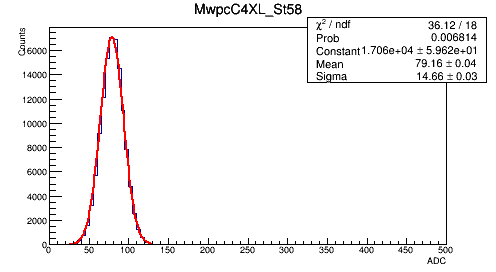 MwpcC4XL_St58
χ² / ndf 36.12 / 18
Prob 0.006814
Constant 1.706e+04 ± 5.962e+01
Mean 79.16 ± 0.04
Sigma 14.66 ± 0.03
Counts
16000
14000
12000
10000
8000
6000
4000
2000
0
0 50 100 150 200 250 300 350 400 450 500
ADC